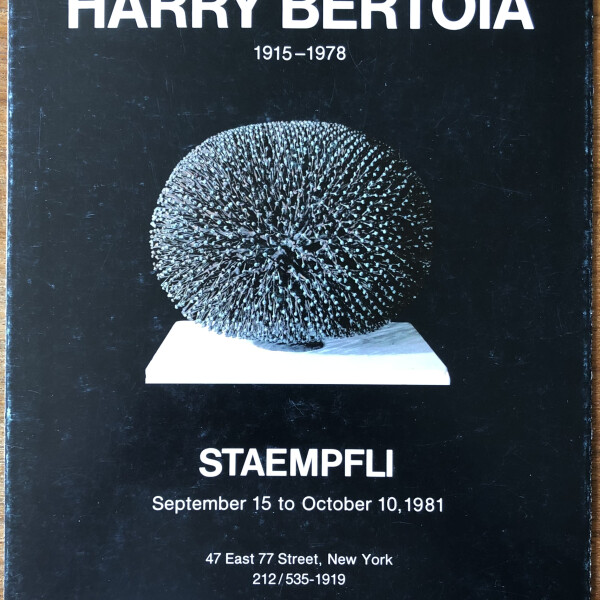 HARRY BERTOIA
1915–1978
STAEMPFLI
September 15 to October 10, 1981
47 East 77 Street, New York
212/535-1919